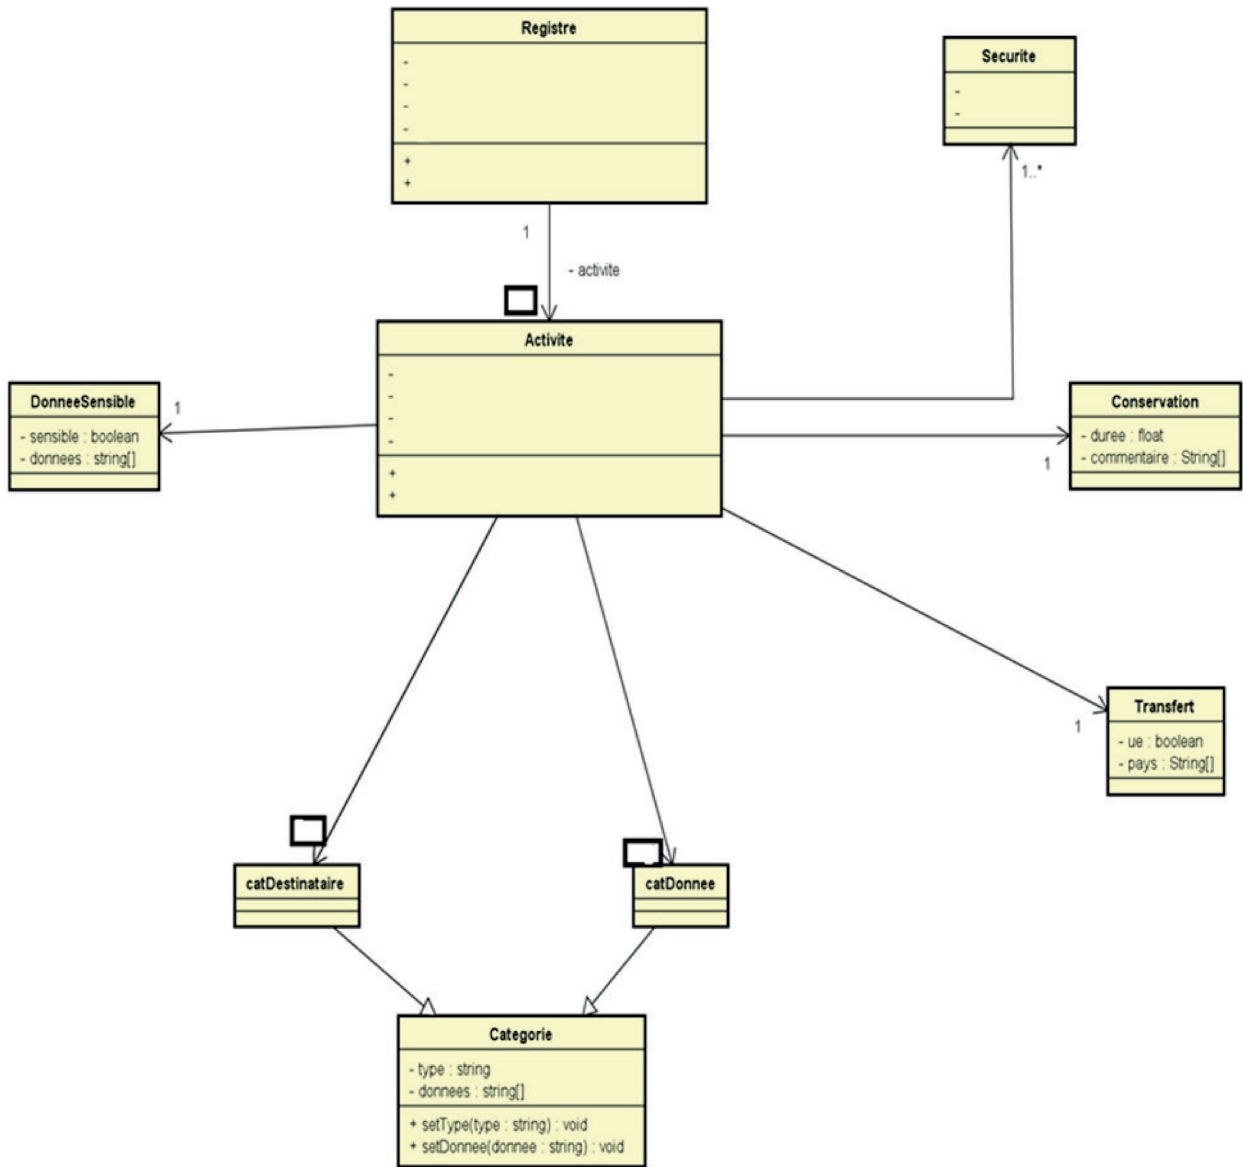 Registre
-
-
-
-
+
+
Securite
-
-
1..*
1
- activite
Activite
-
-
-
-
+
+
DonneeSensible
- sensible : boolean
- donnees : string[]
1
Conservation
- duree : float
- commentaire : String[]
1
Transfert
- ue : boolean
- pays : String[]
1
catDestinataire
catDonnee
Categorie
- type : string
- donnees : string[]
+ setType(type : string) : void
+ setDonnee(donnee : string) : void